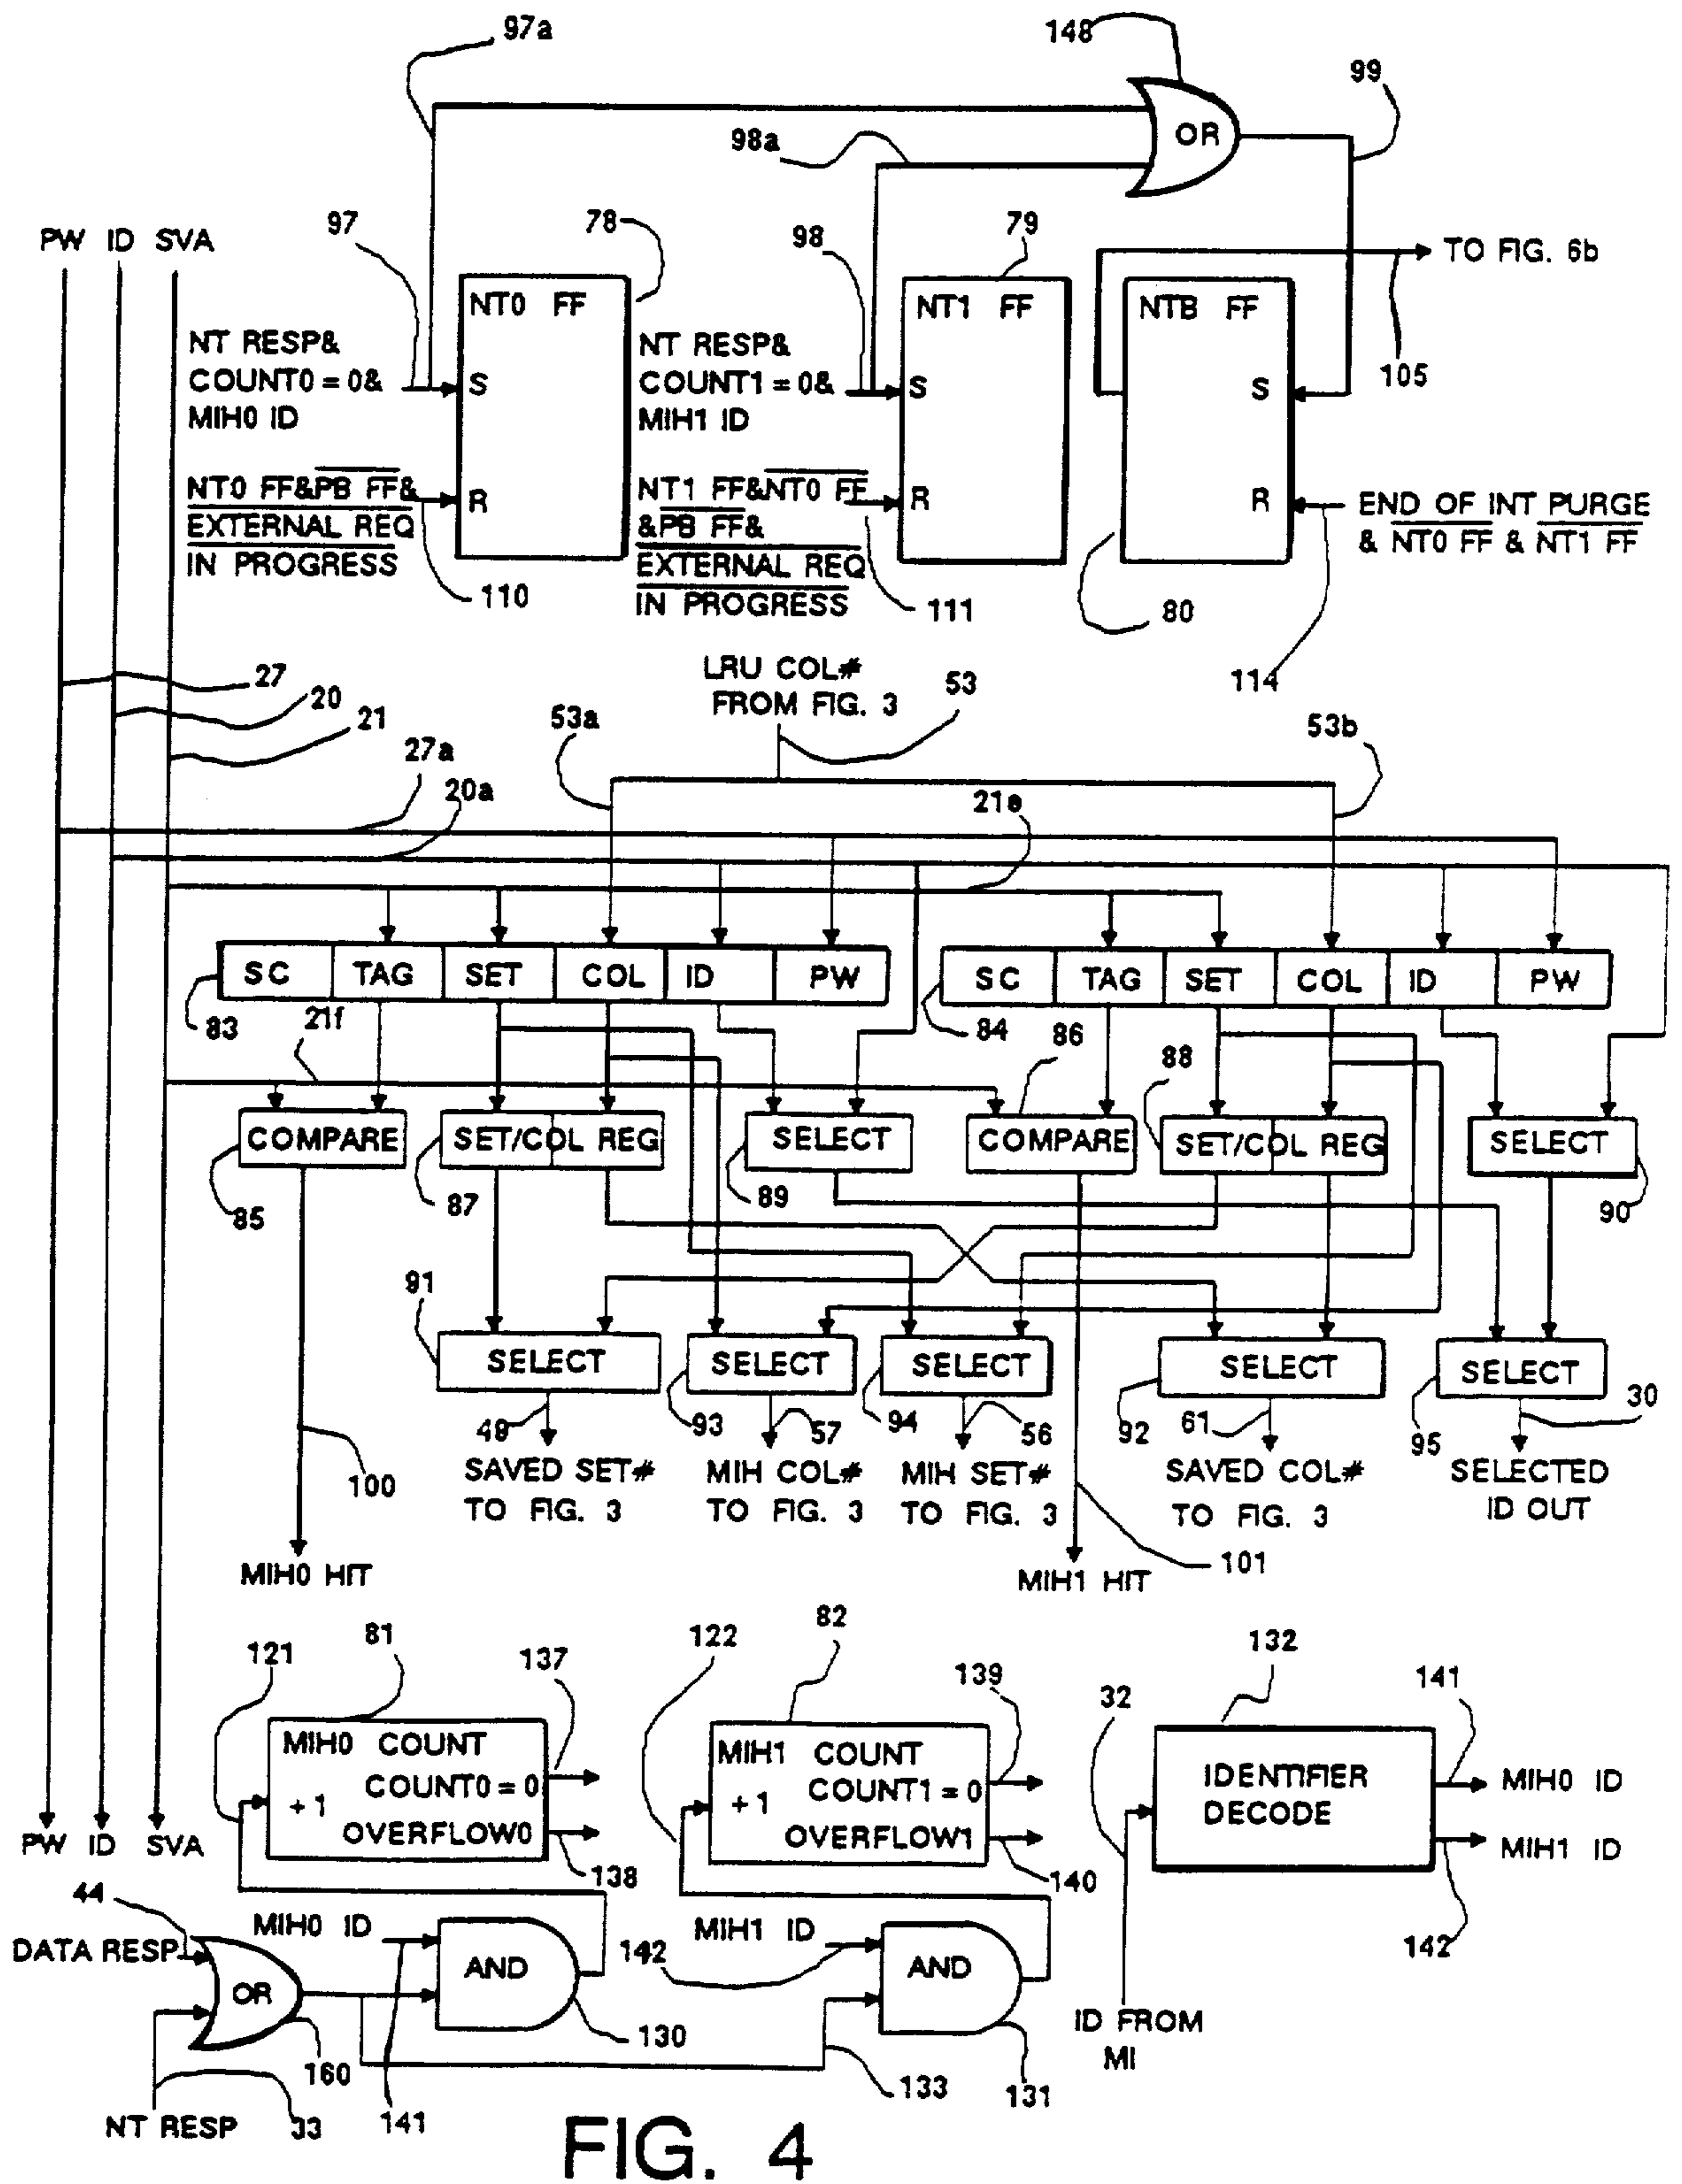 97a
148
99
98a
97
78
98
79
PW ID SVA
TO FIG. 6b
NT0 FF
NT1 FF
NTB FF
NT RESP&
COUNT0 = 0&
MIH0 ID
S
NT RESP&
COUNT1 = 0&
MIH1 ID
S
S
105
OR
NT0 FF&PB FF&
EXTERNAL REQ
IN PROGRESS
R
NT1 FF&NT0 FF
&PB FF&
EXTERNAL REQ
IN PROGRESS
R
R
END OF INT PURGE
& NT0 FF & NT1 FF
110
111
80
114
27
20
21
LRU COL#
FROM FIG. 3
53
53a
53b
27a
20a
21e
SC TAG SET COL ID PW
SC TAG SET COL ID PW
83
21f
84
86
88
COMPARE
SET/COL REG
SELECT
COMPARE
SET/COL REG
SELECT
85
87
89
90
91
SELECT
SELECT
SELECT
SELECT
SELECT
49
93
57
94
56
92
61
95
30
100
SAVED SET#
TO FIG. 3
MIH COL#
TO FIG. 3
MIH SET#
TO FIG. 3
SAVED COL#
TO FIG. 3
SELECTED
ID OUT
MIH0 HIT
MIH1 HIT
101
121
81
137
122
82
139
32
132
141
MIH0 COUNT
COUNT0 = 0
+1
OVERFLOW0
MIH1 COUNT
COUNT1 = 0
+1
OVERFLOW1
IDENTIFIER
DECODE
MIH0 ID
MIH1 ID
PW ID SVA
138
140
142
44
DATA RESP
MIH0 ID
AND
142
MIH1 ID
AND
OR
160
130
133
131
ID FROM
MI
NT RESP
33
141
FIG. 4